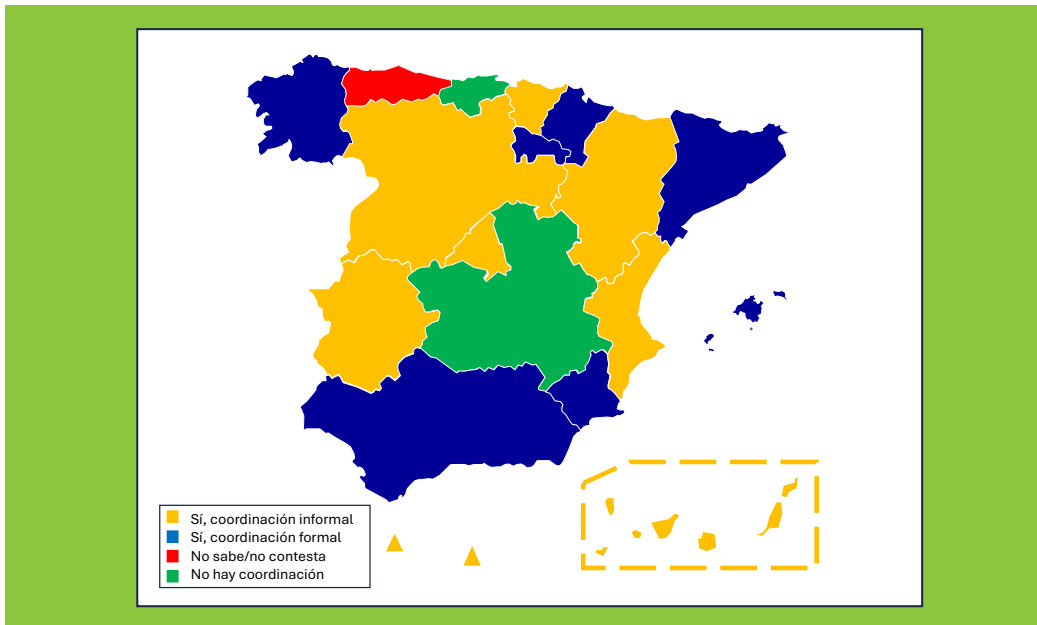 Sí, coordinación informal
Sí, coordinación formal
No sabe/no contesta
No hay coordinación